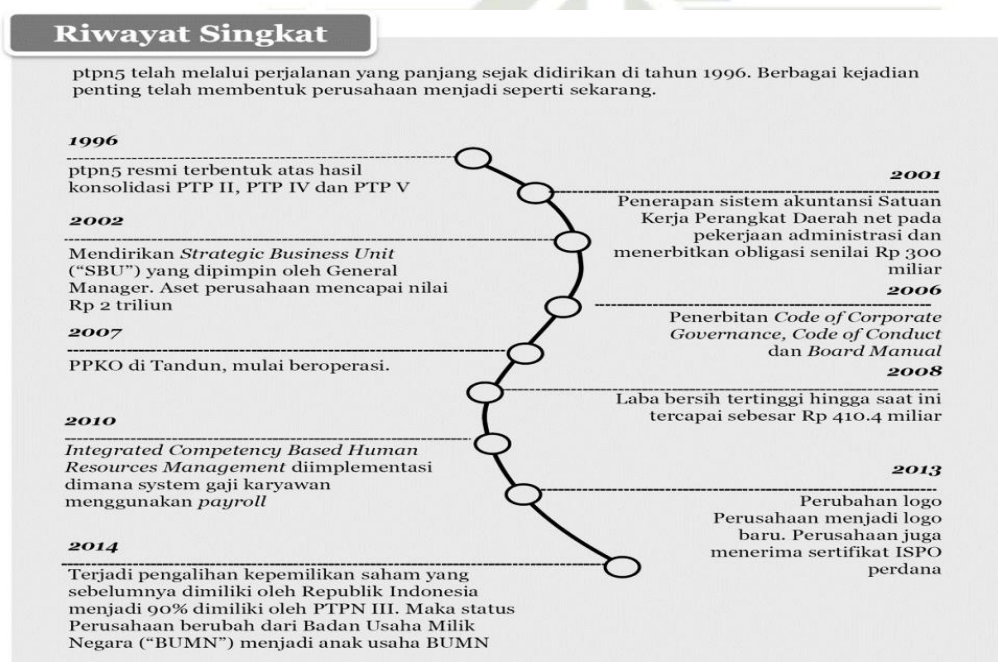 Riwayat Singkat
ptpn5 telah melalui perjalanan yang panjang sejak didirikan di tahun 1996. Berbagai kejadian
penting telah membentuk perusahaan menjadi seperti sekarang.
1996
ptpn5 resmi terbentuk atas hasil
konsolidasi PTP II, PTP IV dan PTP V
2001
Penerapan sistem akuntansi Satuan
Kerja Perangkat Daerah net pada
pekerjaan administrasi dan
menerbitkan obligasi senilai Rp 300
miliar
2002
Mendirikan Strategic Business Unit
(“SBU”) yang dipimpin oleh General
Manager. Aset perusahaan mencapai nilai
Rp 2 triliun
2006
Penerbitan Code of Corporate
Governance, Code of Conduct
dan Board Manual
2007
PPKO di Tandun, mulai beroperasi.
2008
Laba bersih tertinggi hingga saat ini
tercapai sebesar Rp 410.4 miliar
2010
Integrated Competency Based Human
Resources Management diimplementasi
dimana system gaji karyawan
menggunakan payroll
2013
Perubahan logo
Perusahaan menjadi logo
baru. Perusahaan juga
menerima sertifikat ISPO
perdana
2014
Terjadi pengalihan kepemilikan saham yang
sebelumnya dimiliki oleh Republik Indonesia
menjadi 90% dimiliki oleh PTPN III. Maka status
Perusahaan berubah dari Badan Usaha Milik
Negara (“BUMN”) menjadi anak usaha BUMN